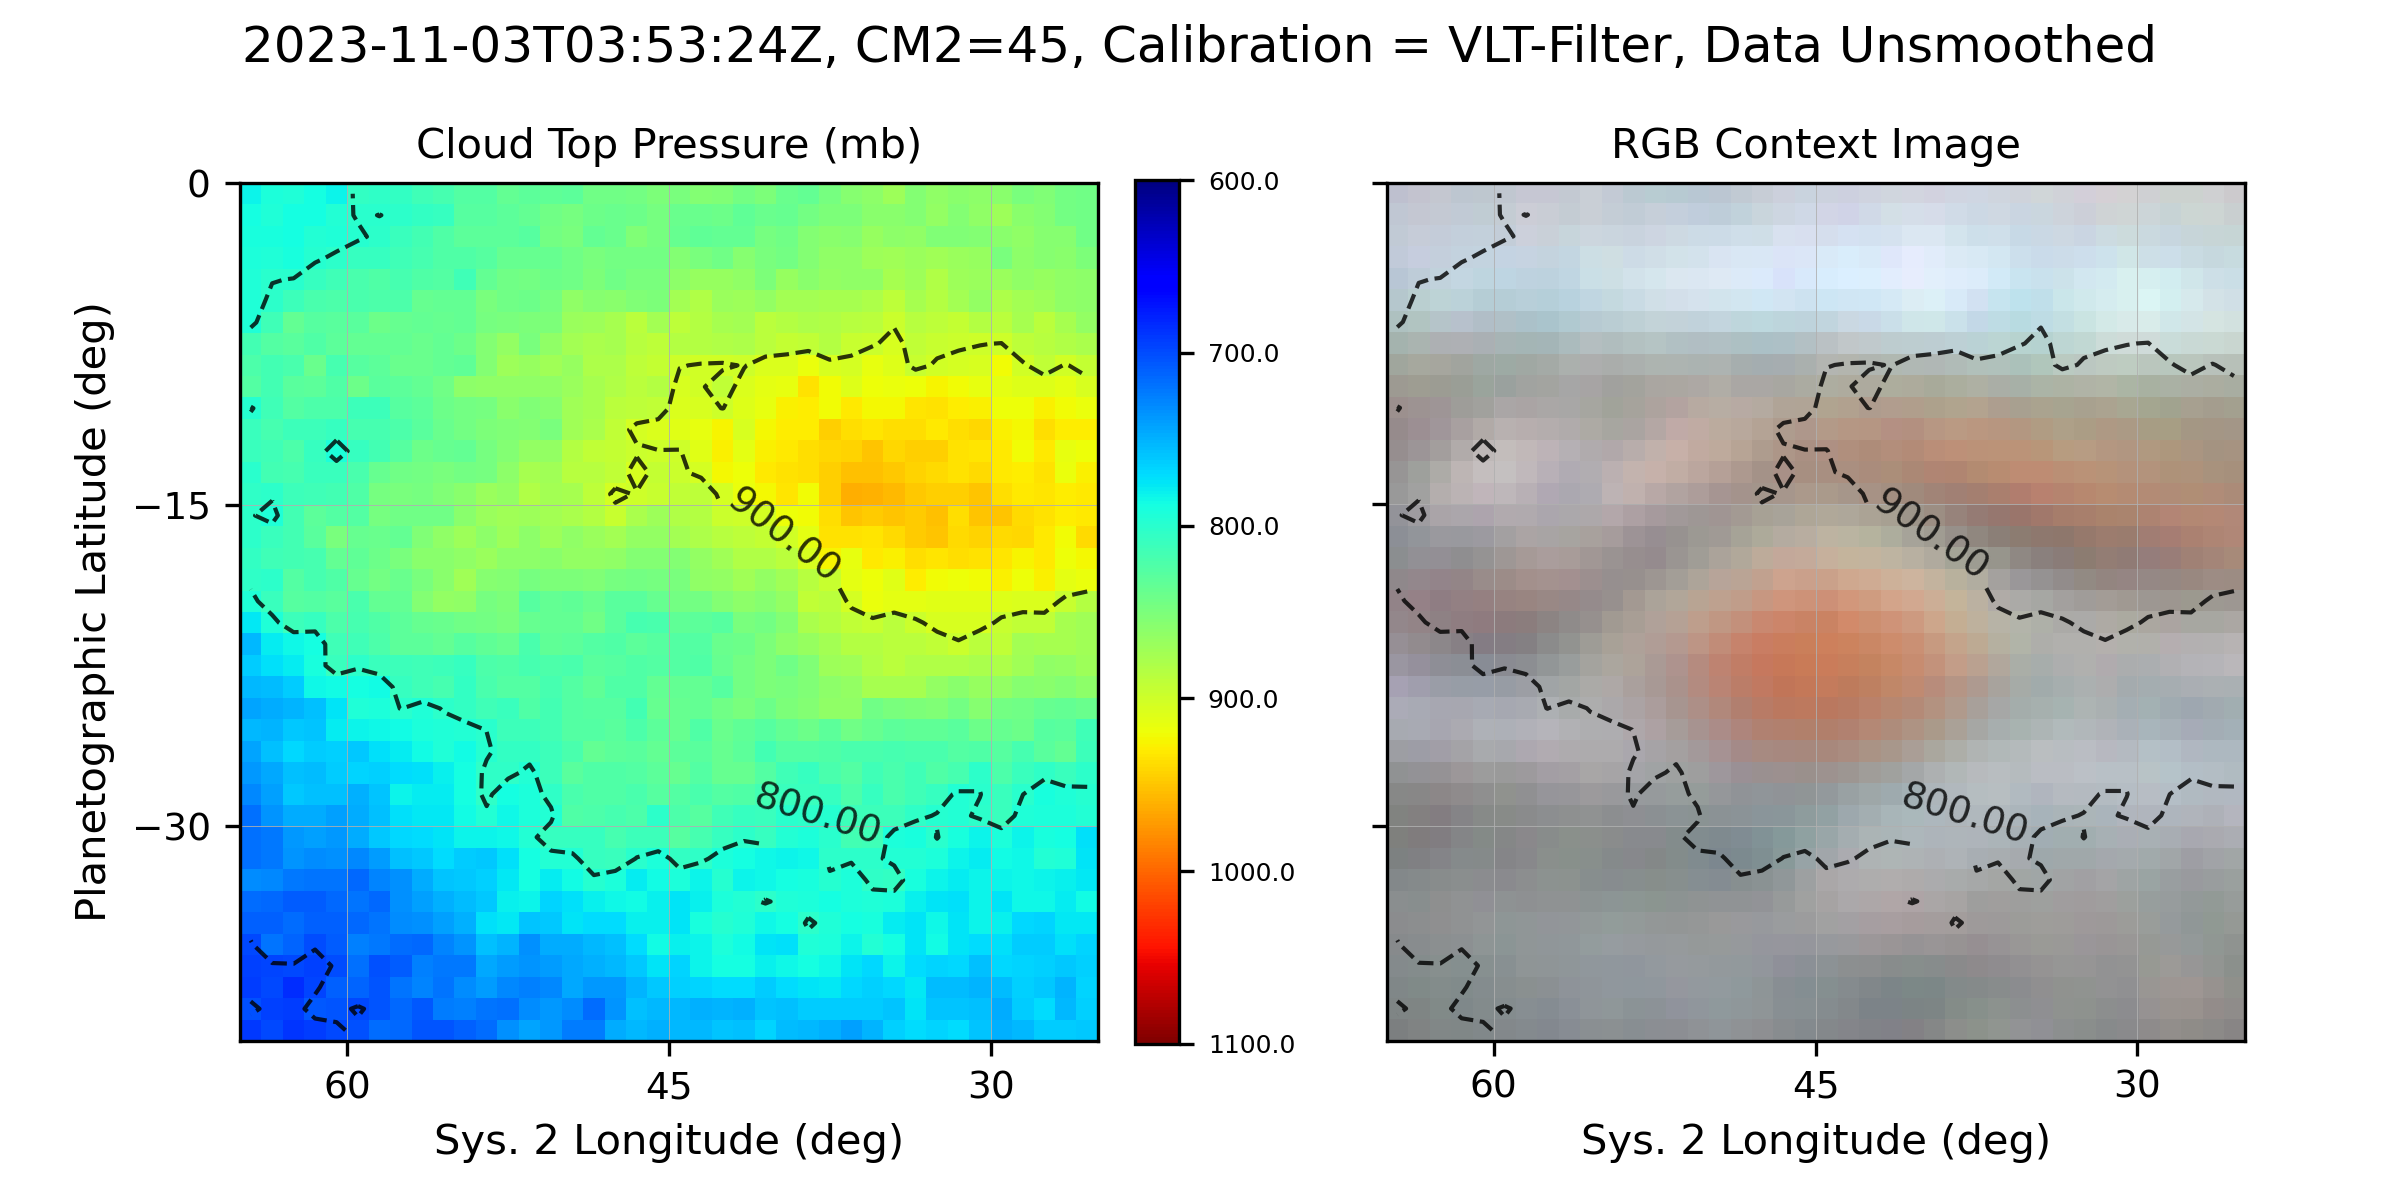 2023-11-03T03:53:24Z, CM2=45, Calibration = VLT-Filter, Data Unsmoothed
Cloud Top Pressure (mb)
0
−15
−30
Planetographic Latitude (deg)
900.00
800.00
60 45 30
Sys. 2 Longitude (deg)
600.0
700.0
800.0
900.0
1000.0
1100.0
RGB Context Image
900.00
800.00
60 45 30
Sys. 2 Longitude (deg)